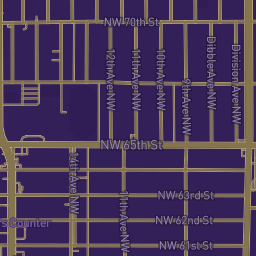 NW 70th St
12th Ave NW
11th Ave NW
10th Ave NW
9th Ave NW
Dibble Ave NW
Division Ave NW
NW 65th St
14th Ave NW
11th Ave NW
NW 63rd St
NW 62nd St
s Counter
NW 61st St